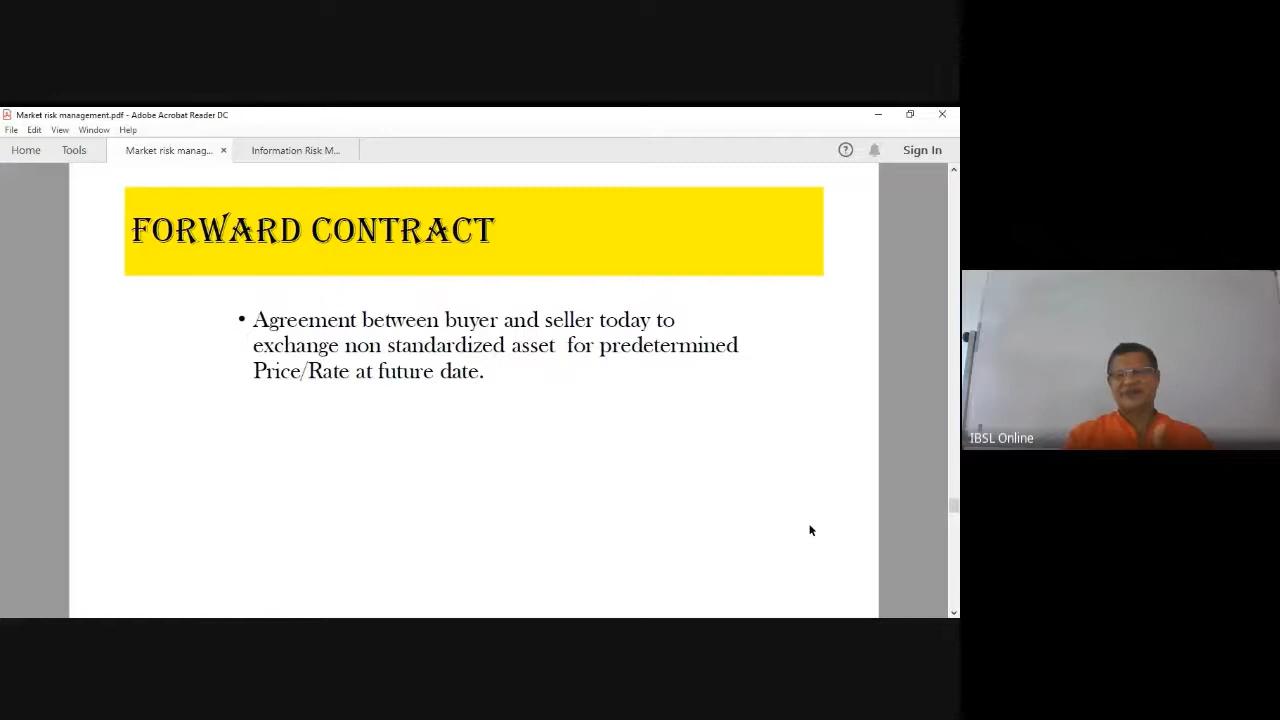 Market risk management.pdf - Adobe Acrobat Reader DC
File Edit View Window Help
Home Tools Market risk manag... × Information Risk M... Sign In
FORWARD CONTRACT
• Agreement between buyer and seller today to
exchange non standardized asset for predetermined
Price/Rate at future date.
IBSL Online